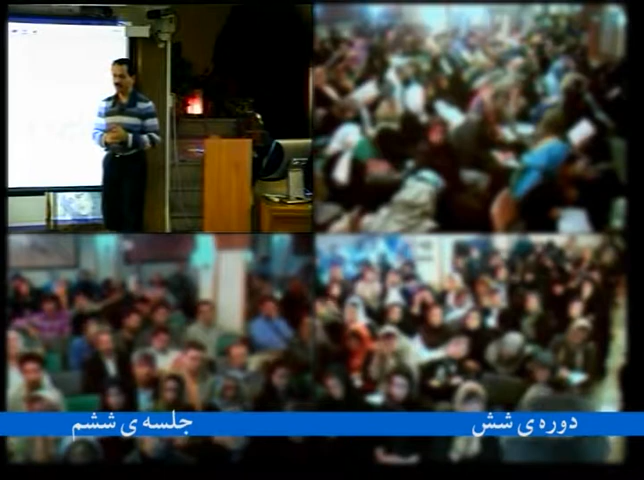 دوره ی شش
جلسه ی ششم